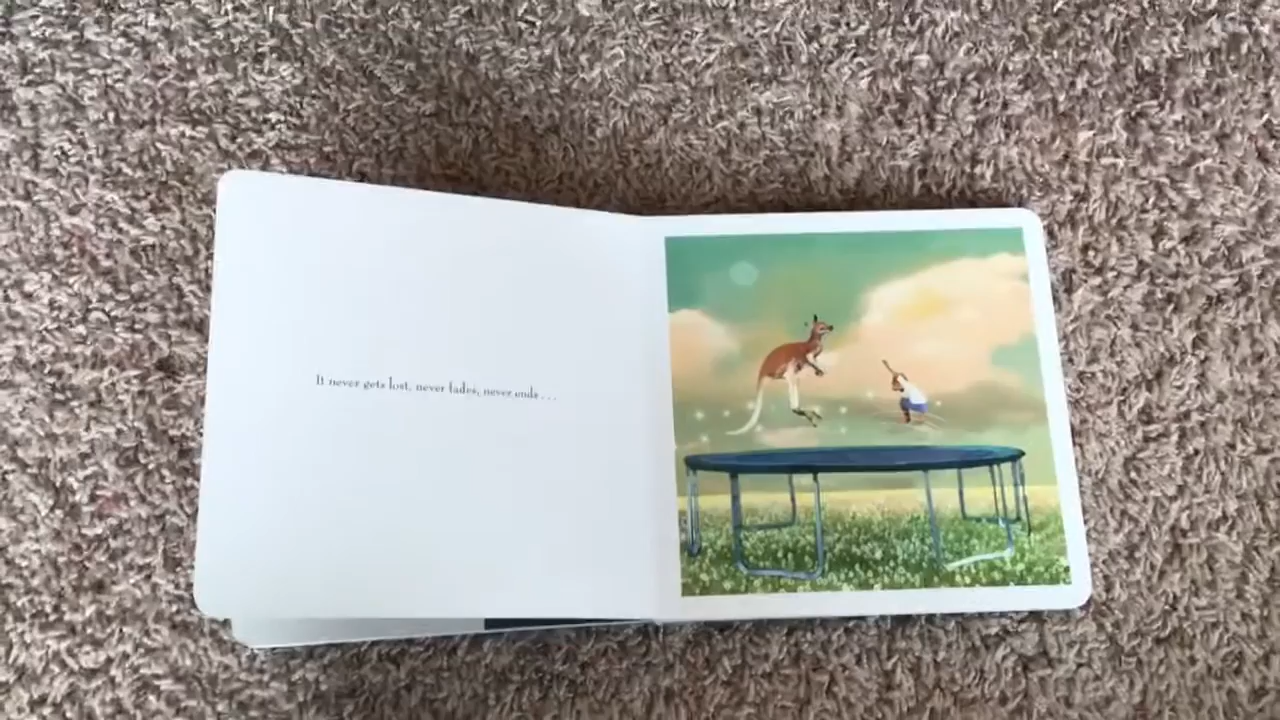 It never gets lost, never fades, never ends . . .